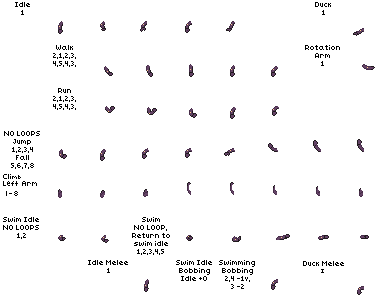 Idle
1
Duck
1
Walk
2,1,2,3,
4,5,4,3,
Rotation
Arm
1
Run
2,1,2,3,
4,5,4,3,
NO LOOPS
Jump
1,2,3,4
Fall
5,6,7,8
Climb
Left Arm
1-8
Swim Idle
NO LOOPS
1,2
Swim
NO LOOP,
Return to
swim idle
1,2,3,4,5
Swim Idle
Bobbing
Idle +0
Swimming
Bobbing
2,4 -1v,
3 -2
Idle Melee
1
Duck Melee
1